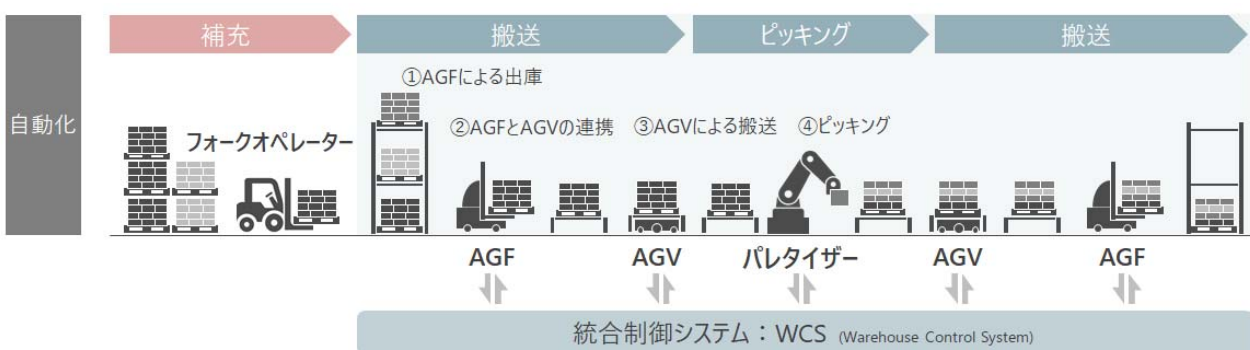 自動化
補充
搬送
ピッキング
搬送
①AGFによる出庫
②AGFとAGVの連携
③AGVによる搬送
④ピッキング
フォークオペレーター
AGF
AGV
パレタイザー
AGV
AGF
統合制御システム：WCS (Warehouse Control System)